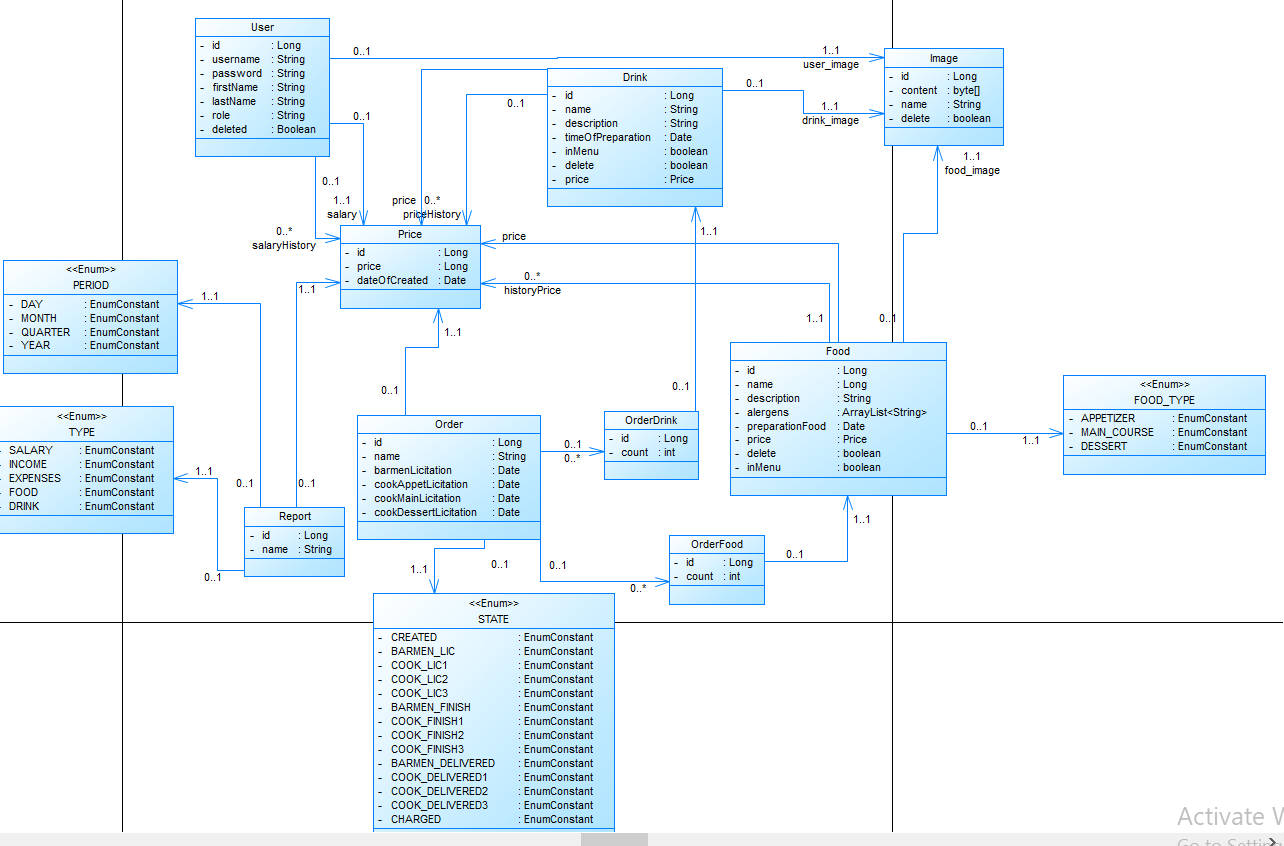 User
- id : Long
- username : String
- password : String
- firstName : String
- lastName : String
- role : String
- deleted : Boolean
0..1
1..1
user_image
Image
- id : Long
- content : byte[]
- name : String
- delete : boolean
Drink
- id : Long
- name : String
- description : String
- timeOfPreparation : Date
- inMenu : boolean
- delete : boolean
- price : Price
0..1
1..1
drink_image
0..1
0..1
0..1
1..1
salary
0..*
salaryHistory
price 0..*
priceHistory
1..1
food_image
1..1
Price
- id : Long
- price : Long
- dateOfCreated : Date
price
0..*
historyPrice
1..1
0..1
<<Enum>>
PERIOD
- DAY : EnumConstant
- MONTH : EnumConstant
- QUARTER : EnumConstant
- YEAR : EnumConstant
1..1
1..1
1..1
0..1
0..1
Food
- id : Long
- name : Long
- description : String
- alergens : ArrayList<String>
- preparationFood : Date
- price : Price
- delete : boolean
- inMenu : boolean
0..1
1..1
<<Enum>>
FOOD_TYPE
- APPETIZER : EnumConstant
- MAIN_COURSE : EnumConstant
- DESSERT : EnumConstant
<<Enum>>
TYPE
- SALARY : EnumConstant
- INCOME : EnumConstant
- EXPENSES : EnumConstant
- FOOD : EnumConstant
- DRINK : EnumConstant
1..1
0..1
0..1
0..1
Report
- id : Long
- name : String
Order
- id : Long
- name : String
- barmenLicitation : Date
- cookAppetLicitation : Date
- cookMainLicitation : Date
- cookDessertLicitation : Date
0..1
0..*
OrderDrink
- id : Long
- count : int
1..1
0..1
0..1
0..*
OrderFood
- id : Long
- count : int
0..1
1..1
<<Enum>>
STATE
- CREATED : EnumConstant
- BARMEN_LIC : EnumConstant
- COOK_LIC1 : EnumConstant
- COOK_LIC2 : EnumConstant
- COOK_LIC3 : EnumConstant
- BARMEN_FINISH : EnumConstant
- COOK_FINISH1 : EnumConstant
- COOK_FINISH2 : EnumConstant
- COOK_FINISH3 : EnumConstant
- BARMEN_DELIVERED : EnumConstant
- COOK_DELIVERED1 : EnumConstant
- COOK_DELIVERED2 : EnumConstant
- COOK_DELIVERED3 : EnumConstant
- CHARGED : EnumConstant
Activate
Go to